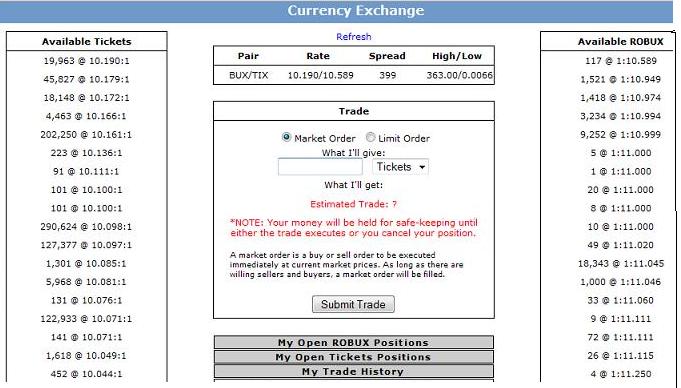 Currency Exchange
Available Tickets
19,963 @ 10.190:1
45,827 @ 10.179:1
18,148 @ 10.172:1
4,463 @ 10.166:1
202,250 @ 10.161:1
223 @ 10.136:1
91 @ 10.111:1
101 @ 10.100:1
101 @ 10.100:1
290,624 @ 10.098:1
127,377 @ 10.097:1
1,301 @ 10.085:1
5,968 @ 10.081:1
131 @ 10.076:1
122,933 @ 10.071:1
141 @ 10.071:1
1,618 @ 10.049:1
452 @ 10.044:1
Refresh
Pair Rate Spread High/Low
BUX/TIX 10.190/10.589 399 363.00/0.0066
Trade
Market Order Limit Order
What I'll give:
Tickets
What I'll get:
Estimated Trade: ?
*NOTE: Your money will be held for safe-keeping until
either the trade executes or you cancel your position.
A market order is a buy or sell order to be executed
immediately at current market prices. As long as there are
willing sellers and buyers, a market order will be filled.
Submit Trade
My Open ROBUX Positions
My Open Tickets Positions
My Trade History
Available ROBUX
117 @ 1:10.589
1,521 @ 1:10.949
1,418 @ 1:10.974
3,234 @ 1:10.994
9,252 @ 1:10.999
5 @ 1:11.000
1 @ 1:11.000
20 @ 1:11.000
8 @ 1:11.000
10 @ 1:11.000
49 @ 1:11.020
18,343 @ 1:11.045
1,000 @ 1:11.046
33 @ 1:11.060
9 @ 1:11.111
72 @ 1:11.111
26 @ 1:11.115
4 @ 1:11.250